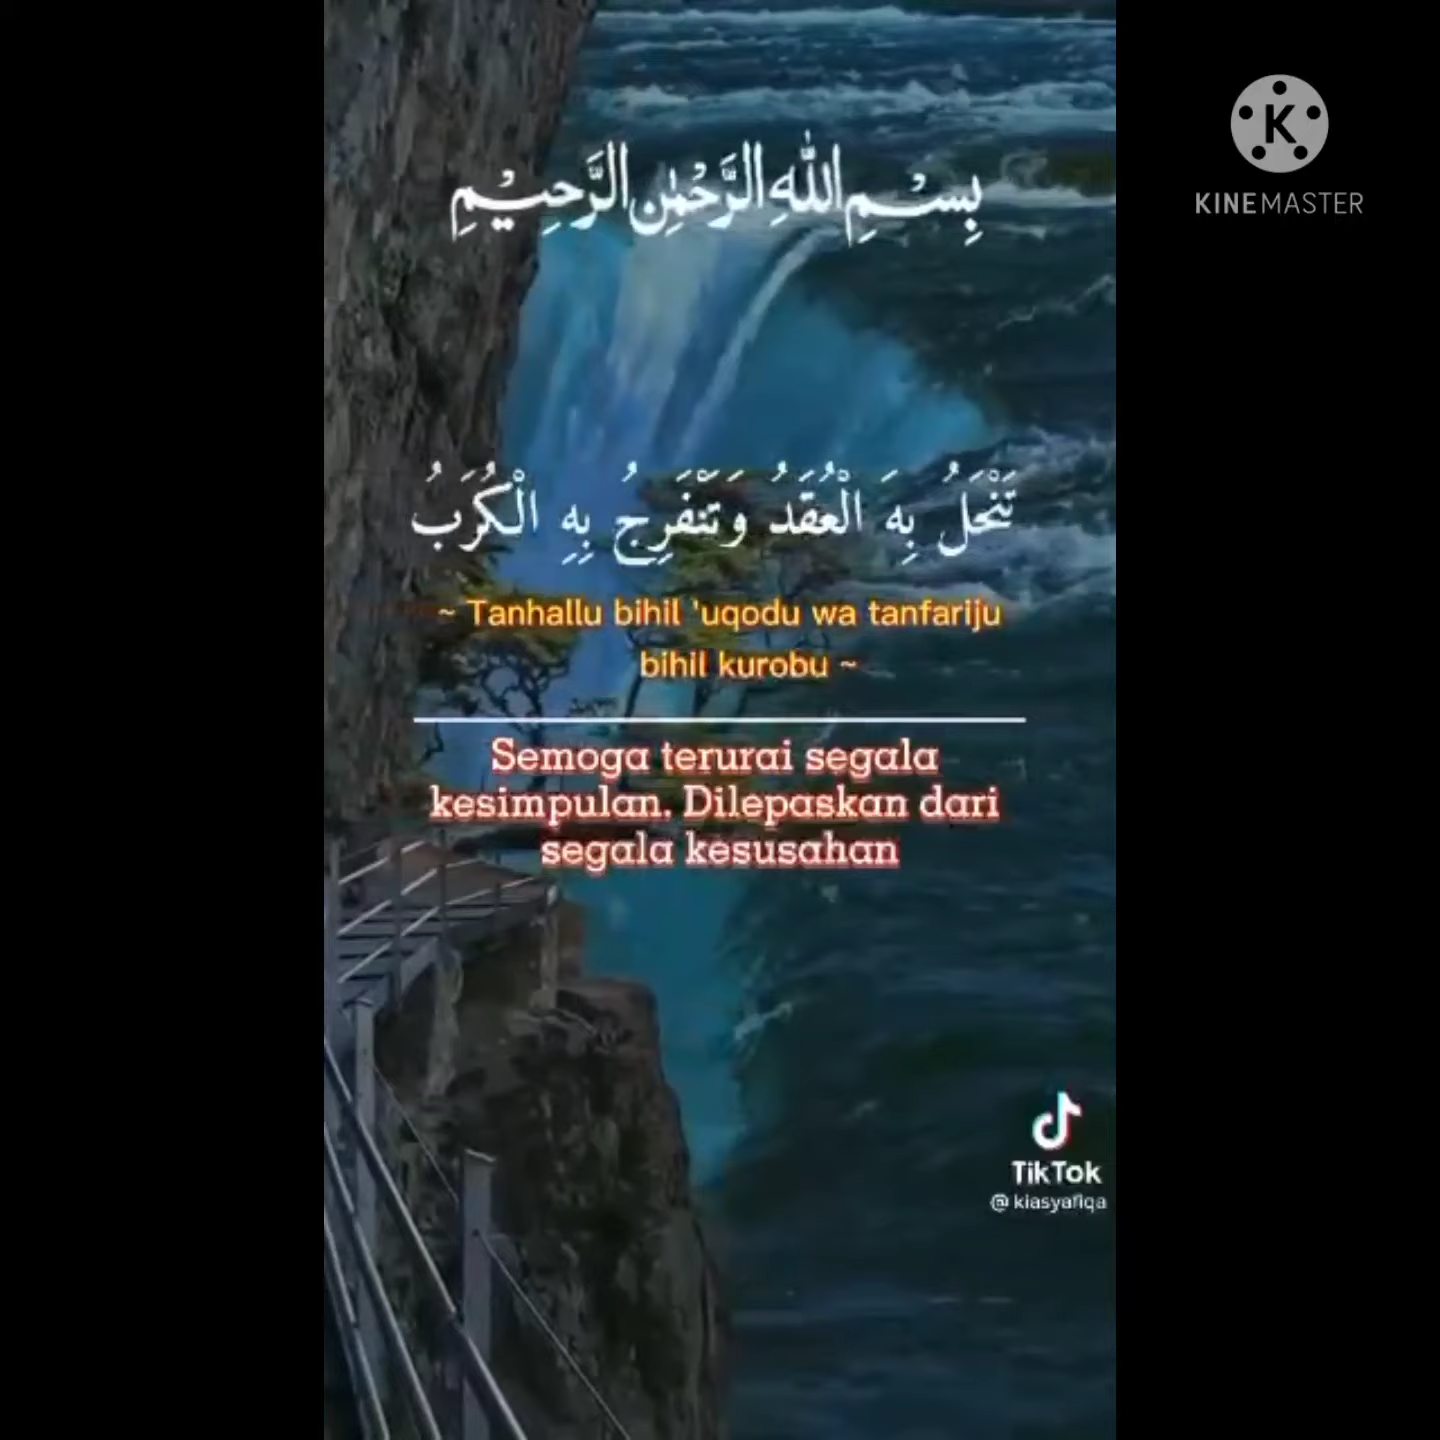 بِسْمِ اللهِ الرَّحْمٰنِ الرَّحِيْمِ
KINEMASTER
تَنْحَلُ بِهَ الْعُقَدُ وَتَنْفَرِجُ بِهِ الْكُرَبُ
~ Tanhallu bihil 'uqodu wa tanfariju
bihil kurobu ~
Semoga terurai segala
kesimpulan. Dilepaskan dari
segala kesusahan
TikTok
@kiasyafiqa